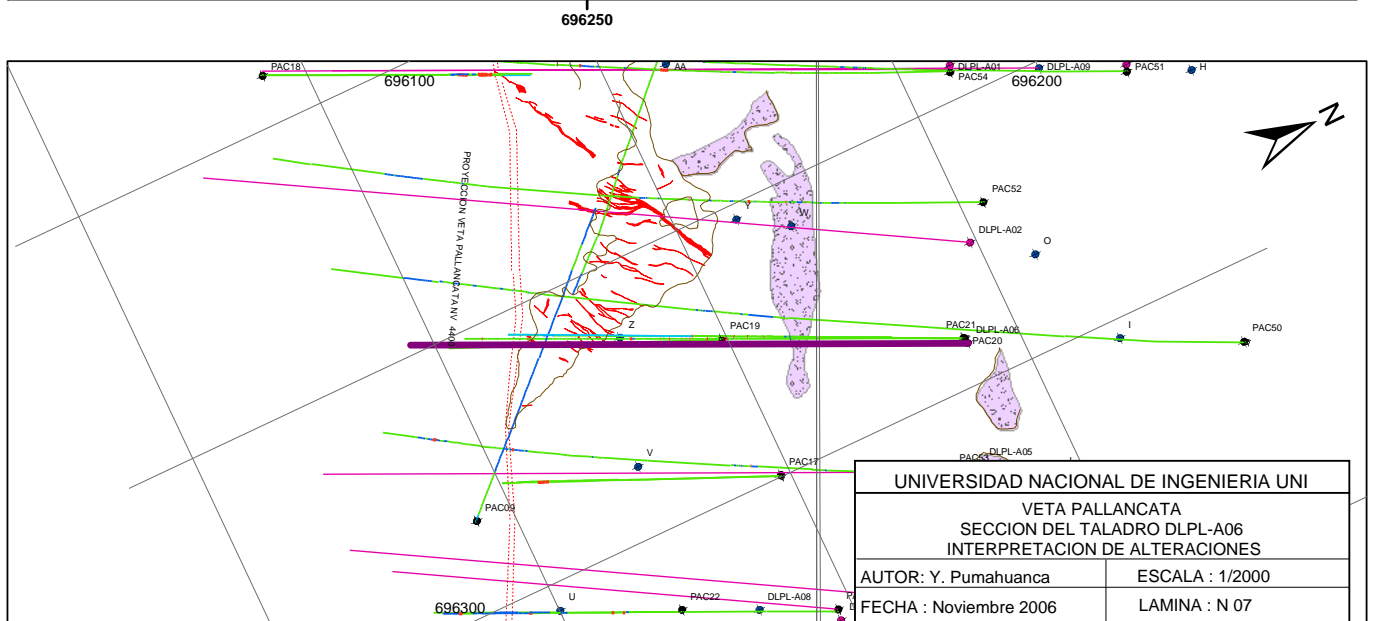 696250
PAC18
696100
AA
DLPL-A01
PAC54
DLPL-A09
696200
PAC51
H
N
PROYECCION VETA PALLANCATA NV 4400
PAC52
Y
W
DLPL-A02
O
Z
PAC19
PAC21
DLPL-A06
PAC20
I
PAC50
V
PAC17
PAC53
DLPL-A05
PAC09
696300
U
PAC22
DLPL-A08
UNIVERSIDAD NACIONAL DE INGENIERIA UNI
VETA PALLANCATA
SECCION DEL TALADRO DLPL-A06
INTERPRETACION DE ALTERACIONES
AUTOR: Y. Pumahuanca
ESCALA : 1/2000
FECHA : Noviembre 2006
LAMINA : N 07